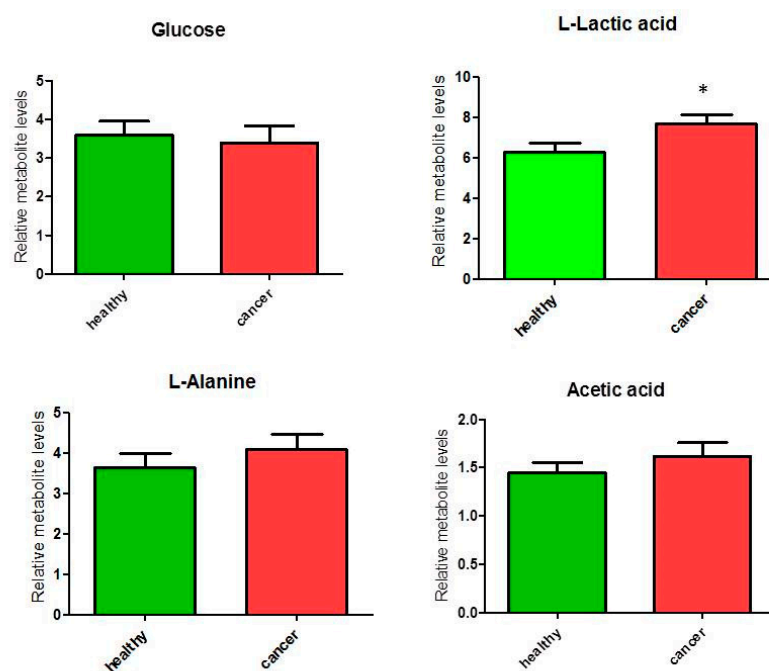 Glucose
Relative metabolite levels
5
4
3
2
1
0
healthy
cancer
L-Lactic acid
Relative metabolite levels
10
8
6
4
2
0
*
healthy
cancer
L-Alanine
Relative metabolite levels
5
4
3
2
1
0
healthy
cancer
Acetic acid
Relative metabolite levels
2.0
1.5
1.0
0.5
0.0
healthy
cancer